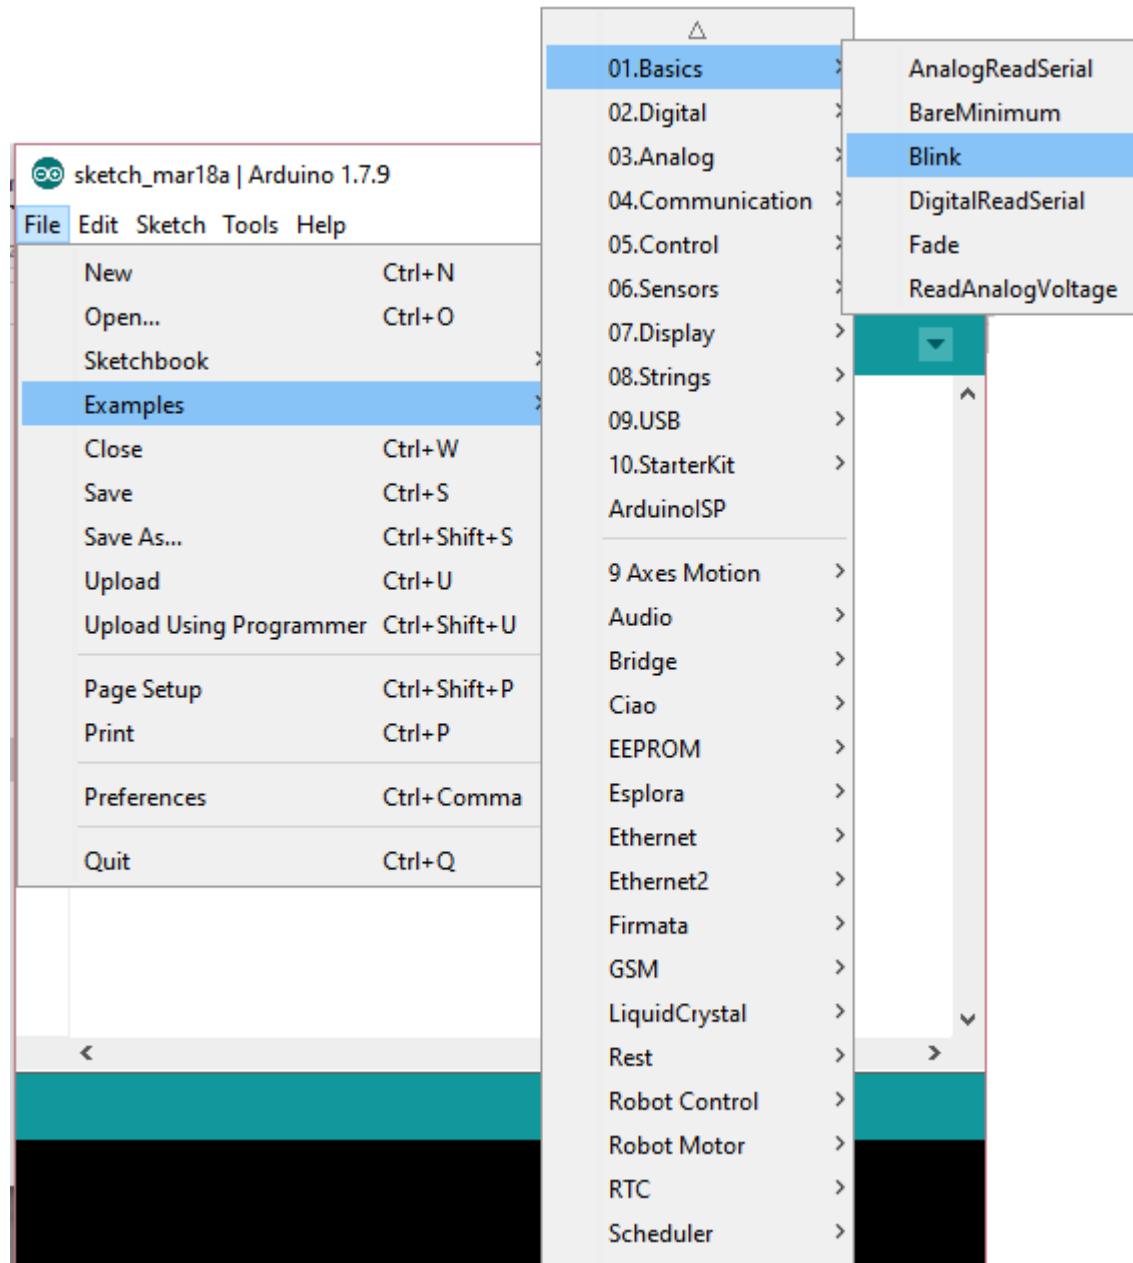 sketch_mar18a | Arduino 1.7.9
File Edit Sketch Tools Help
New Ctrl+N
Open... Ctrl+O
Sketchbook
Examples
Close Ctrl+W
Save Ctrl+S
Save As... Ctrl+Shift+S
Upload Ctrl+U
Upload Using Programmer Ctrl+Shift+U
Page Setup Ctrl+Shift+P
Print Ctrl+P
Preferences Ctrl+Comma
Quit Ctrl+Q
01.Basics
02.Digital
03.Analog
04.Communication
05.Control
06.Sensors
07.Display
08.Strings
09.USB
10.StarterKit
ArduinoISP
9 Axes Motion
Audio
Bridge
Ciao
EEPROM
Esplora
Ethernet
Ethernet2
Firmata
GSM
LiquidCrystal
Rest
Robot Control
Robot Motor
RTC
Scheduler
AnalogReadSerial
BareMinimum
Blink
DigitalReadSerial
Fade
ReadAnalogVoltage